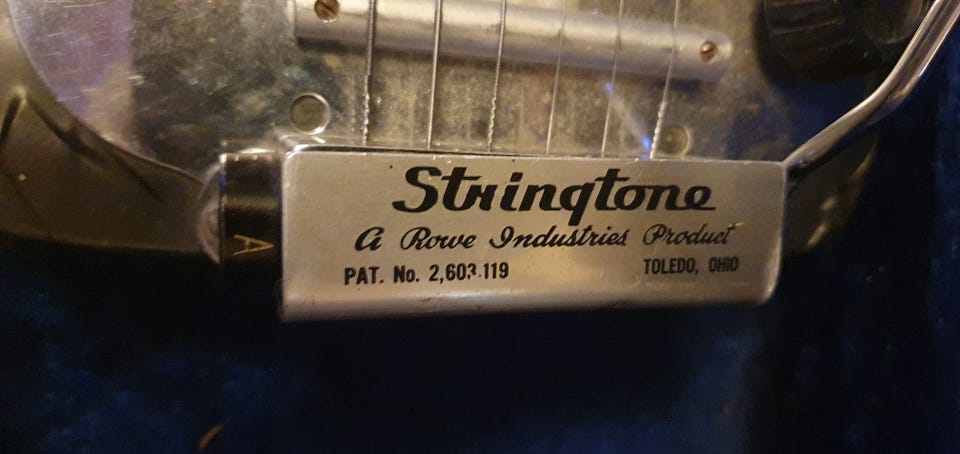 Stringtone
A Rowe Industries Product
PAT. No. 2,603.119
TOLEDO, OHIO
A